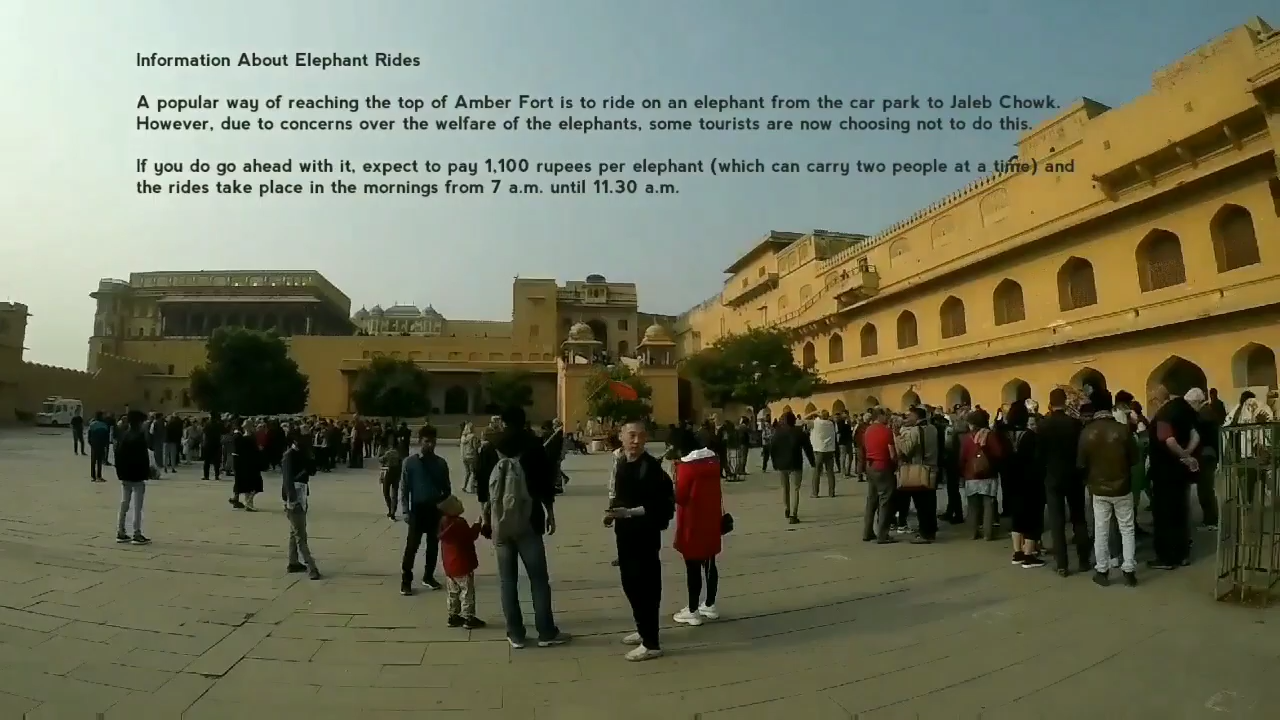 Information About Elephant Rides
A popular way of reaching the top of Amber Fort is to ride on an elephant from the car park to Jaleb Chowk.
However, due to concerns over the welfare of the elephants, some tourists are now choosing not to do this.
If you do go ahead with it, expect to pay 1,100 rupees per elephant (which can carry two people at a time) and
the rides take place in the mornings from 7 a.m. until 11.30 a.m.